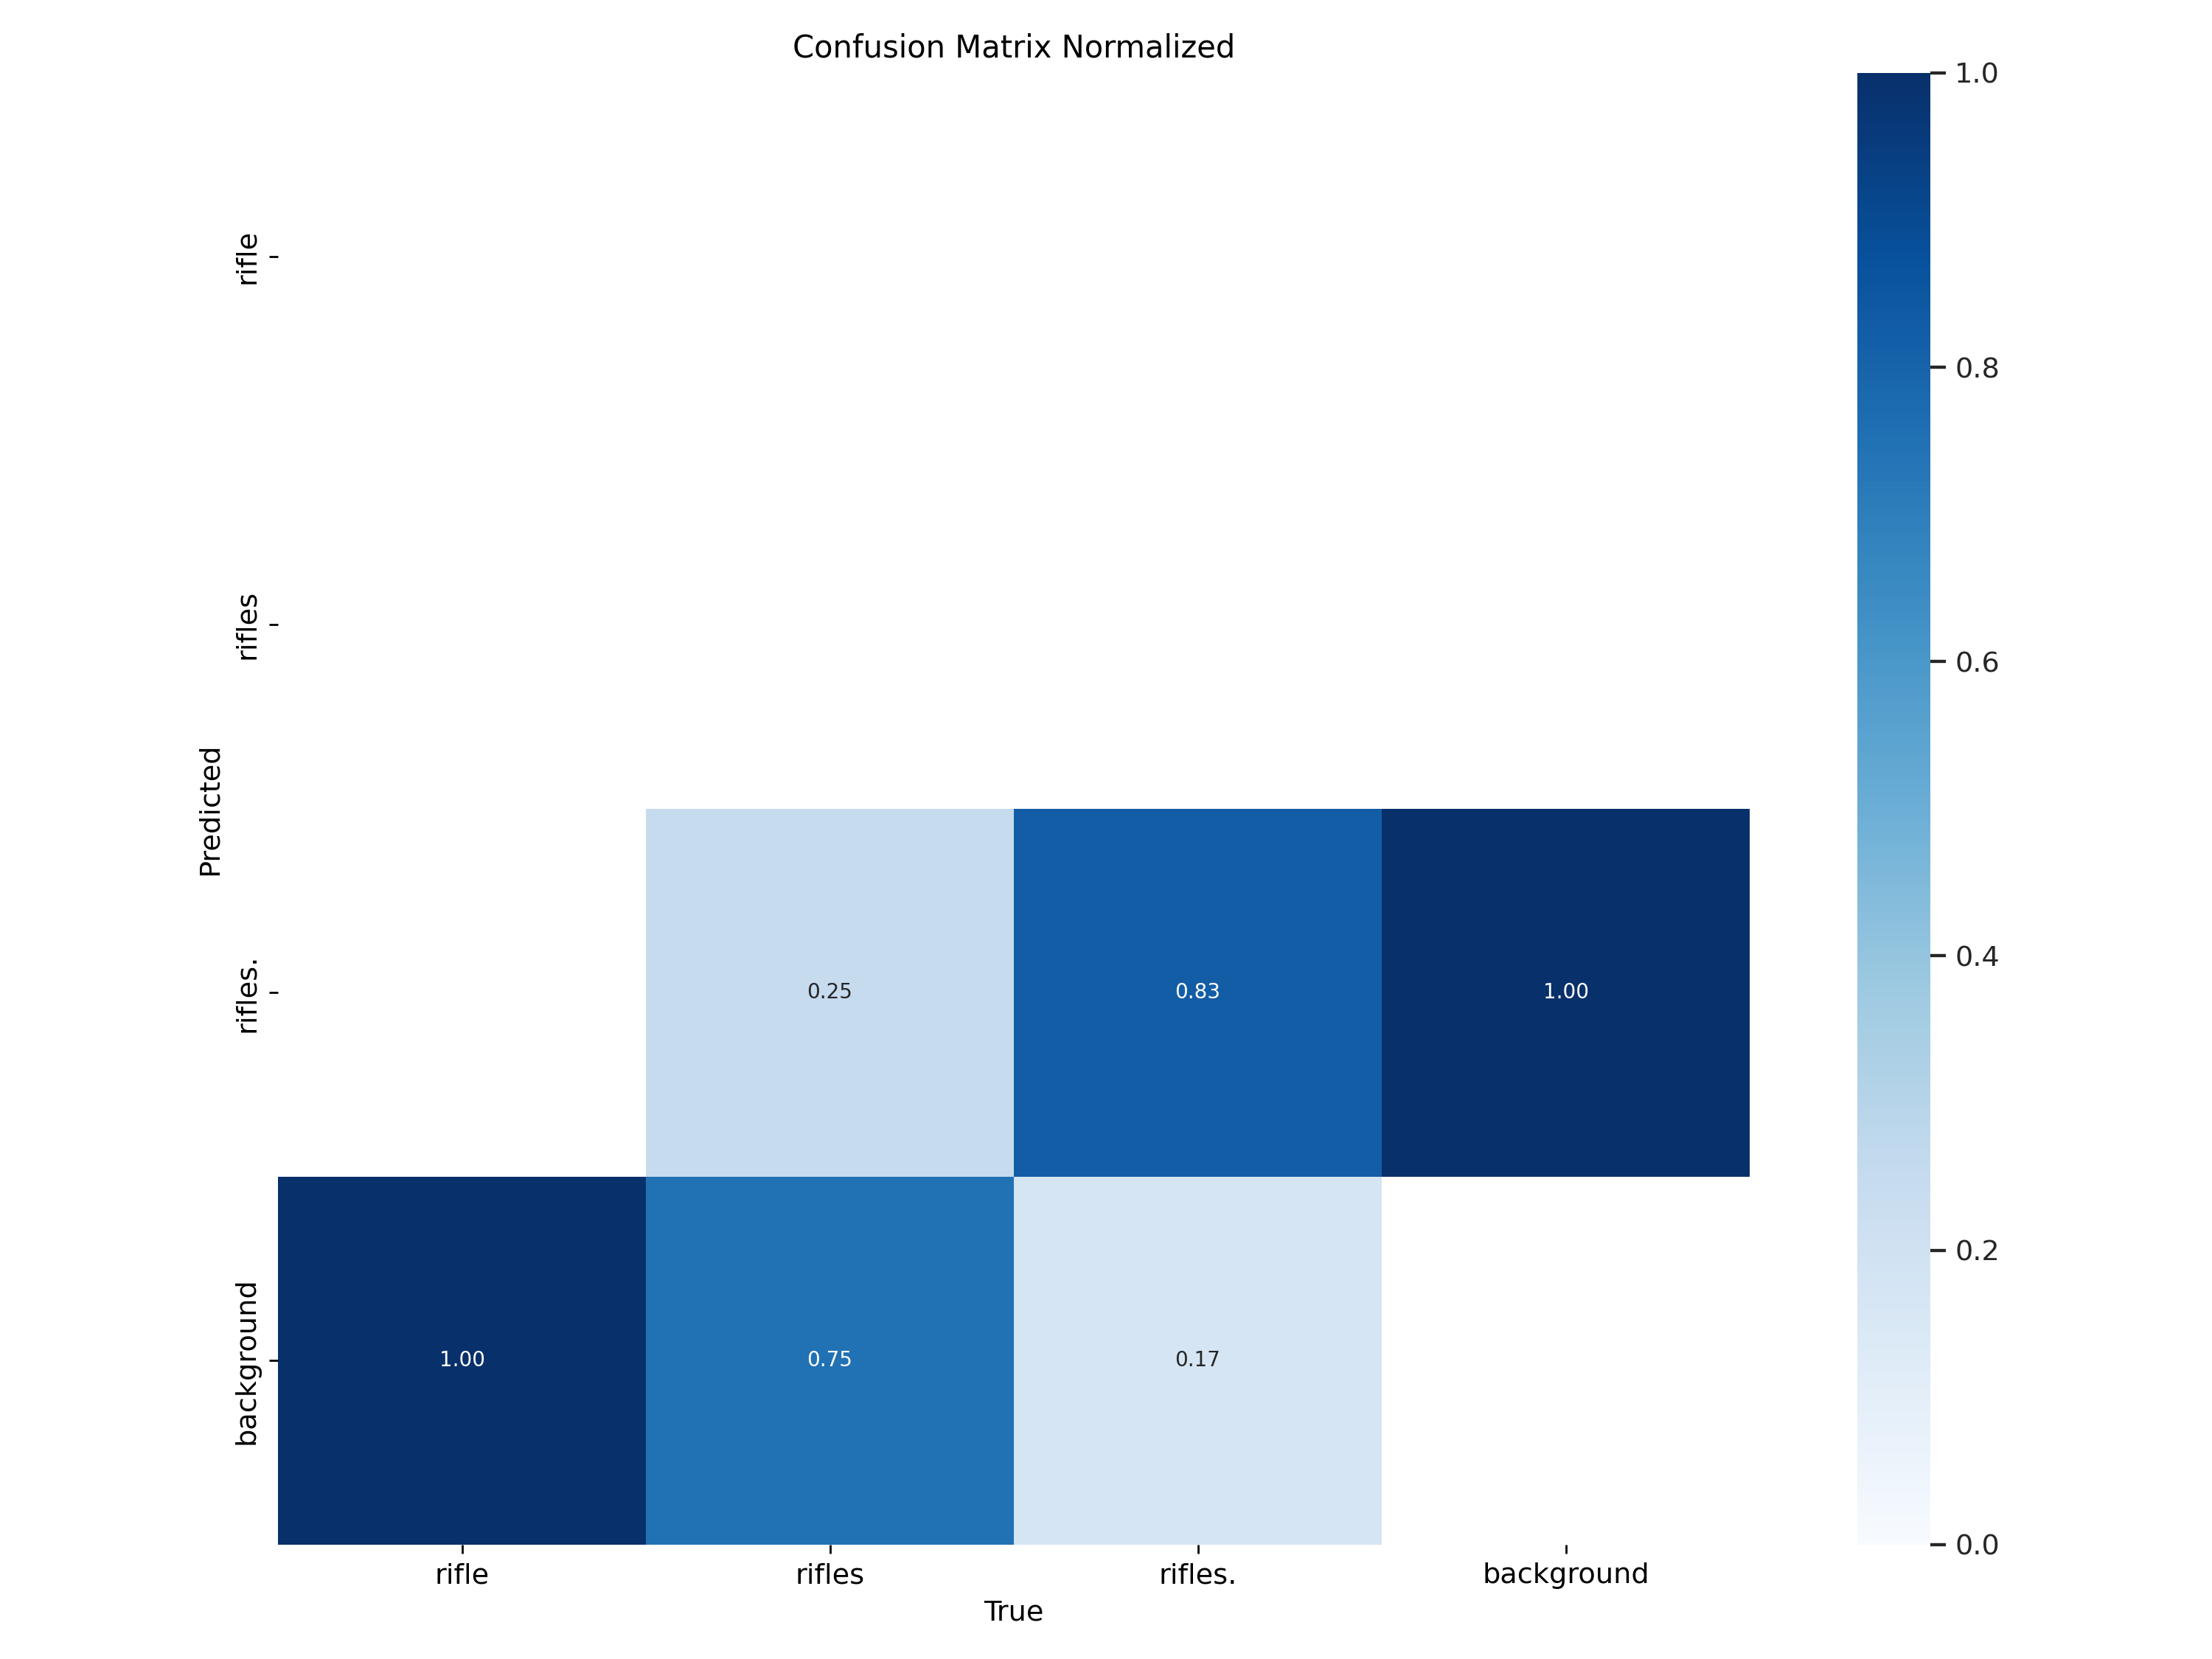 Confusion Matrix Normalized
1.0
0.8
0.6
0.4
0.2
0.0
Predicted
rifle
rifles
rifles.
background
0.25 0.83 1.00
1.00 0.75 0.17
rifle rifles rifles. background
True